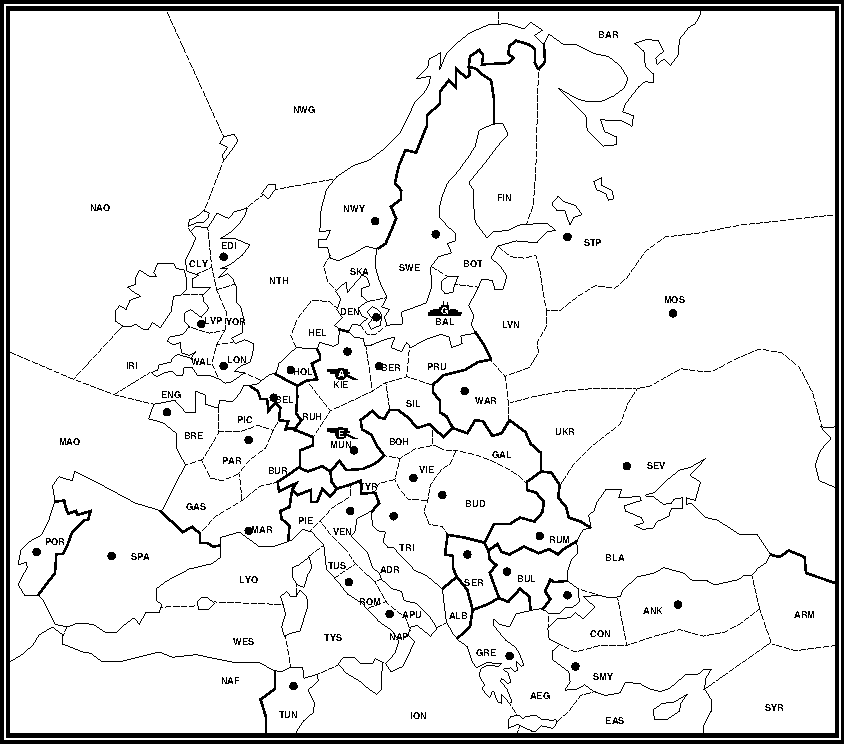 BAR
NWG
NAO
FIN
NWY
EDI
STP
CLY
SWE
BOT
SKA
NTH
MOS
DEN
G
LVP
YOR
BAL
LVN
HEL
IRI
WAL
LON
HOL
A
BER
PRU
KIE
ENG
BEL
SIL
WAR
RUH
PIC
BRE
UKR
E
MUN
BOH
MAO
GAL
PAR
BUR
VIE
SEV
TYR
GAS
BUD
PIE
MAR
VEN
POR
RUM
TRI
SPA
BLA
TUS
ADR
LYO
SER
BUL
ROM
ANK
APU
ALB
ARM
CON
NAP
WES
TYS
GRE
NAF
SMY
AEG
SYR
TUN
ION
EAS